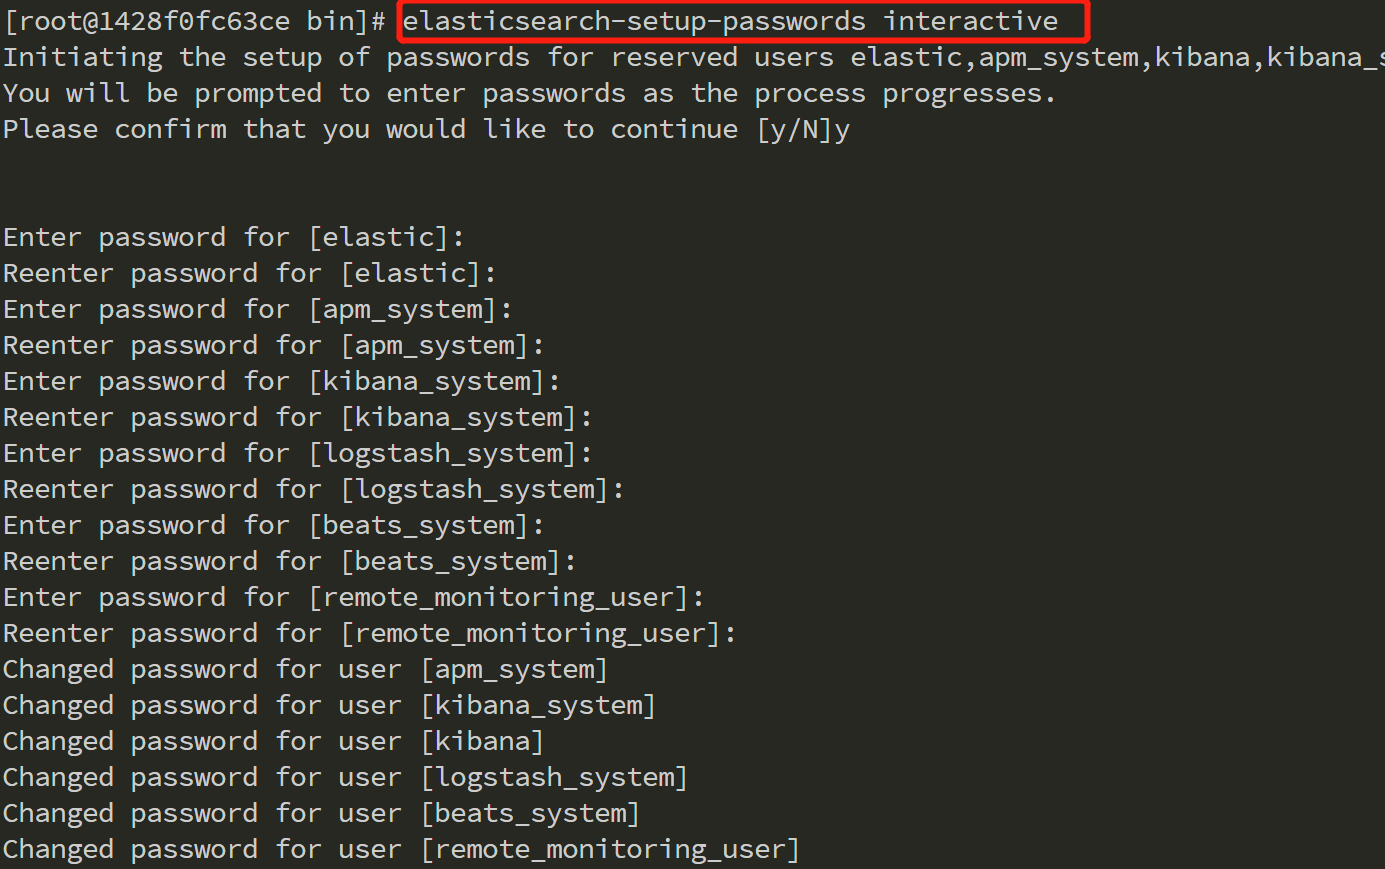 [root@1428f0fc63ce bin]# elasticsearch-setup-passwords interactive
Initiating the setup of passwords for reserved users elastic,apm_system,kibana,kibana_s
You will be prompted to enter passwords as the process progresses.
Please confirm that you would like to continue [y/N]y
Enter password for [elastic]:
Reenter password for [elastic]:
Enter password for [apm_system]:
Reenter password for [apm_system]:
Enter password for [kibana_system]:
Reenter password for [kibana_system]:
Enter password for [logstash_system]:
Reenter password for [logstash_system]:
Enter password for [beats_system]:
Reenter password for [beats_system]:
Enter password for [remote_monitoring_user]:
Reenter password for [remote_monitoring_user]:
Changed password for user [apm_system]
Changed password for user [kibana_system]
Changed password for user [kibana]
Changed password for user [logstash_system]
Changed password for user [beats_system]
Changed password for user [remote_monitoring_user]